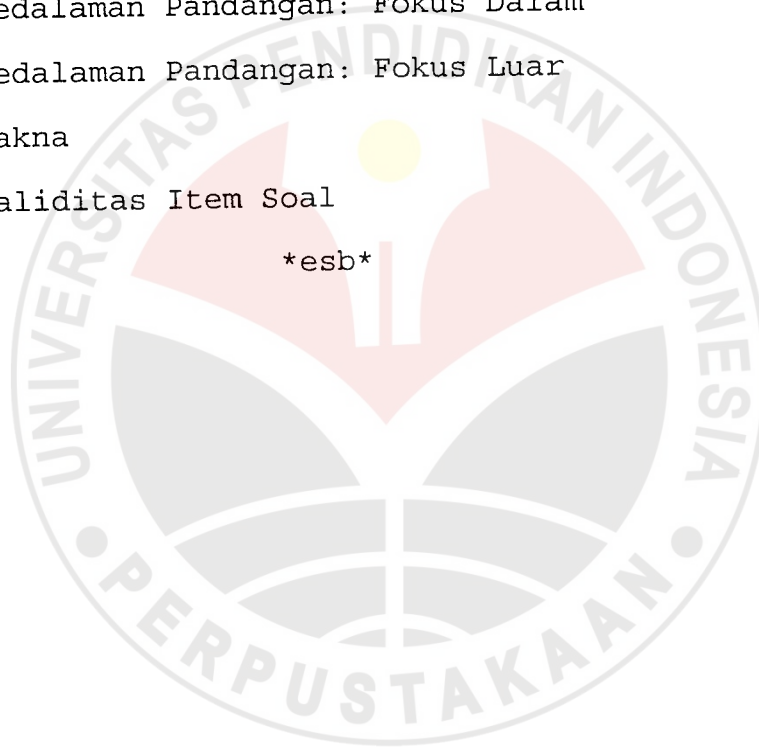 edalaman Pandangan: Fokus Dalam
edalaman Pandangan: Fokus Luar
akna
aliditas Item Soal
*esb*
UNIVERSITAS PENDIDIKAN INDONESIA
PERPUSTAKAAN